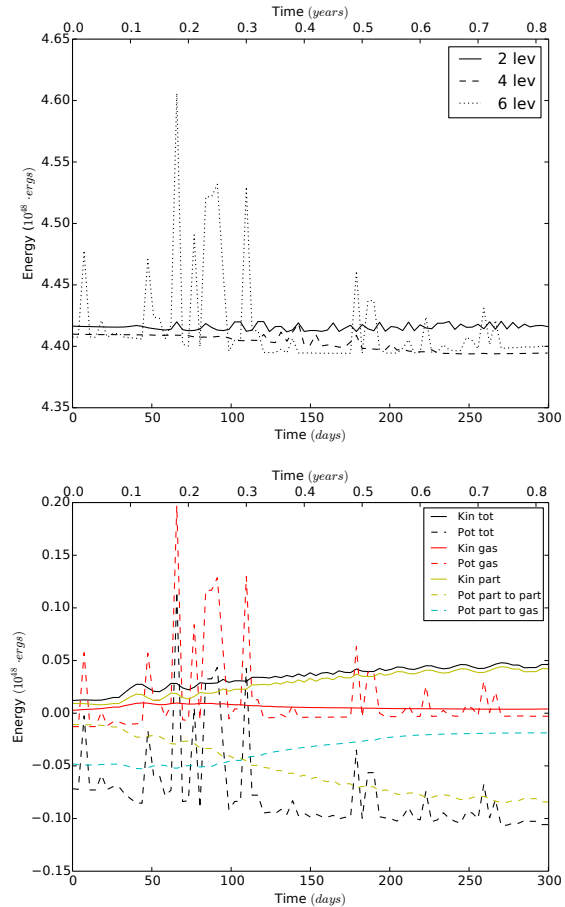 Time (years)
0.0 0.1 0.2 0.3 0.4 0.5 0.6 0.7 0.8
4.65
4.60
4.55
4.50
4.45
4.40
4.35
Energy (10^48 · ergs)
2 lev
4 lev
6 lev
0 50 100 150 200 250 300
Time (days)
Time (years)
0.0 0.1 0.2 0.3 0.4 0.5 0.6 0.7 0.8
0.20
0.15
0.10
0.05
0.00
−0.05
−0.10
−0.15
Energy (10^48 · ergs)
Kin tot
Pot tot
Kin gas
Pot gas
Kin part
Pot part to part
Pot part to gas
0 50 100 150 200 250 300
Time (days)